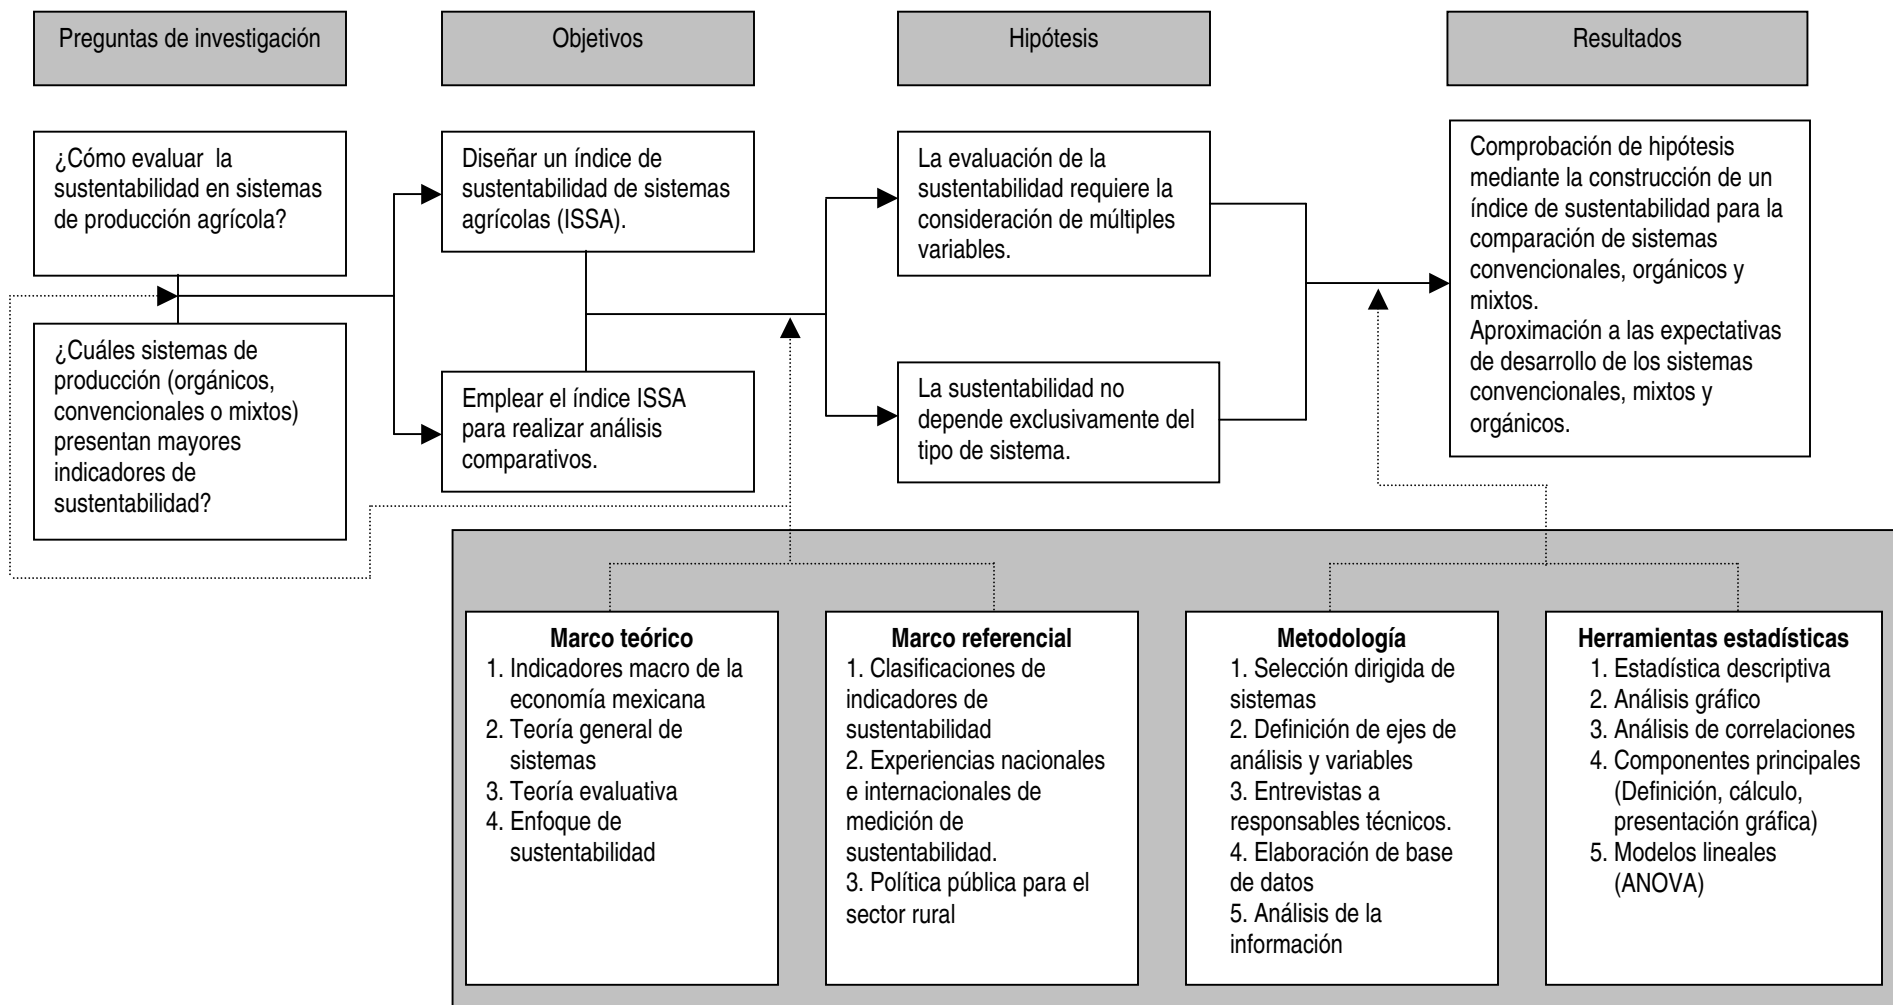 Preguntas de investigación
Objetivos
Hipótesis
Resultados
¿Cómo evaluar la
sustentabilidad en sistemas
de producción agrícola?
¿Cuáles sistemas de
producción (orgánicos,
convencionales o mixtos)
presentan mayores
indicadores de
sustentabilidad?
Diseñar un índice de
sustentabilidad de sistemas
agrícolas (ISSA).
Emplear el índice ISSA
para realizar análisis
comparativos.
La evaluación de la
sustentabilidad requiere la
consideración de múltiples
variables.
La sustentabilidad no
depende exclusivamente del
tipo de sistema.
Comprobación de hipótesis
mediante la construcción de un
índice de sustentabilidad para la
comparación de sistemas
convencionales, orgánicos y
mixtos.
Aproximación a las expectativas
de desarrollo de los sistemas
convencionales, mixtos y
orgánicos.
Marco teórico
1. Indicadores macro de la
economía mexicana
2. Teoría general de
sistemas
3. Teoría evaluativa
4. Enfoque de
sustentabilidad
Marco referencial
1. Clasificaciones de
indicadores de
sustentabilidad
2. Experiencias nacionales
e internacionales de
medición de
sustentabilidad.
3. Política pública para el
sector rural
Metodología
1. Selección dirigida de
sistemas
2. Definición de ejes de
análisis y variables
3. Entrevistas a
responsables técnicos.
4. Elaboración de base
de datos
5. Análisis de la
información
Herramientas estadísticas
1. Estadística descriptiva
2. Análisis gráfico
3. Análisis de correlaciones
4. Componentes principales
(Definición, cálculo,
presentación gráfica)
5. Modelos lineales
(ANOVA)